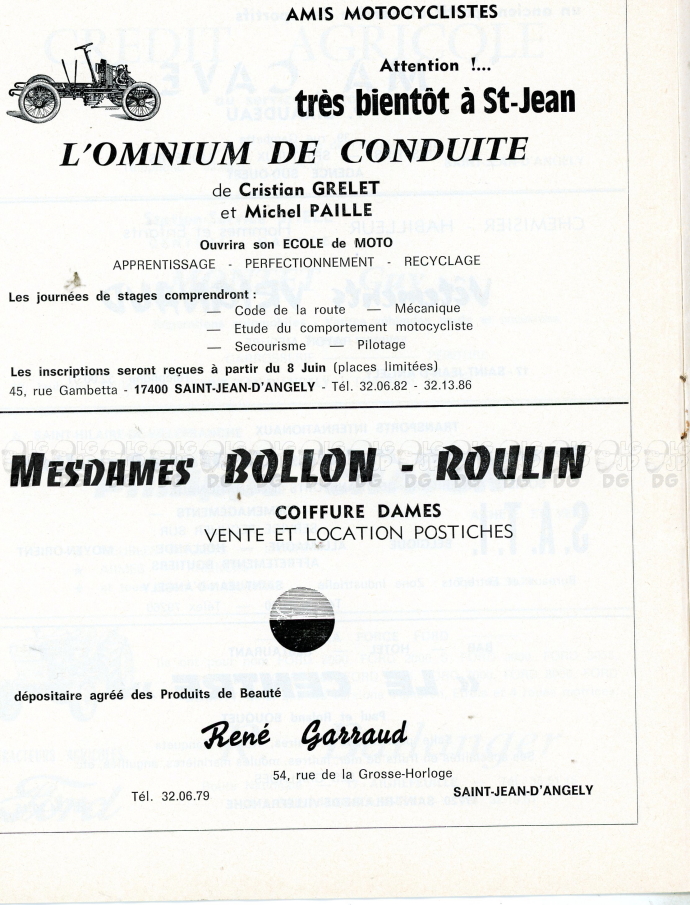 AMIS MOTOCYCLISTES
Attention !...
très bientôt à St-Jean
L'OMNIUM DE CONDUITE
de Cristian GRELET
et Michel PAILLE
Ouvrira son ECOLE de MOTO
APPRENTISSAGE - PERFECTIONNEMENT - RECYCLAGE
Les journées de stages comprendront :
— Code de la route — Mécanique
— Etude du comportement motocycliste
— Secourisme — Pilotage
Les inscriptions seront reçues à partir du 8 Juin (places limitées)
45, rue Gambetta - 17400 SAINT-JEAN-D'ANGELY - Tél. 32.06.82 - 32.13.86
MESDAMES BOLLON - ROULIN
COIFFURE DAMES
VENTE ET LOCATION POSTICHES
dépositaire agréé des Produits de Beauté
René Garraud
54, rue de la Grosse-Horloge
Tél. 32.06.79 SAINT-JEAN-D'ANGELY